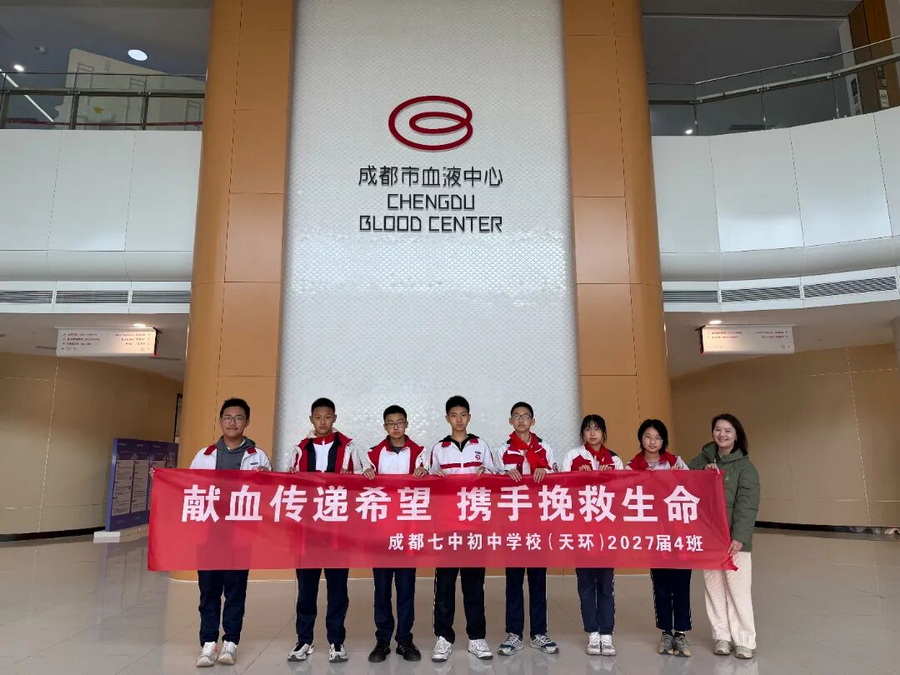 成都市血液中心
CHENGDU
BLOOD CENTER
献血传递希望 携手挽救生命
成都七中初中学校（天环）2027届4班